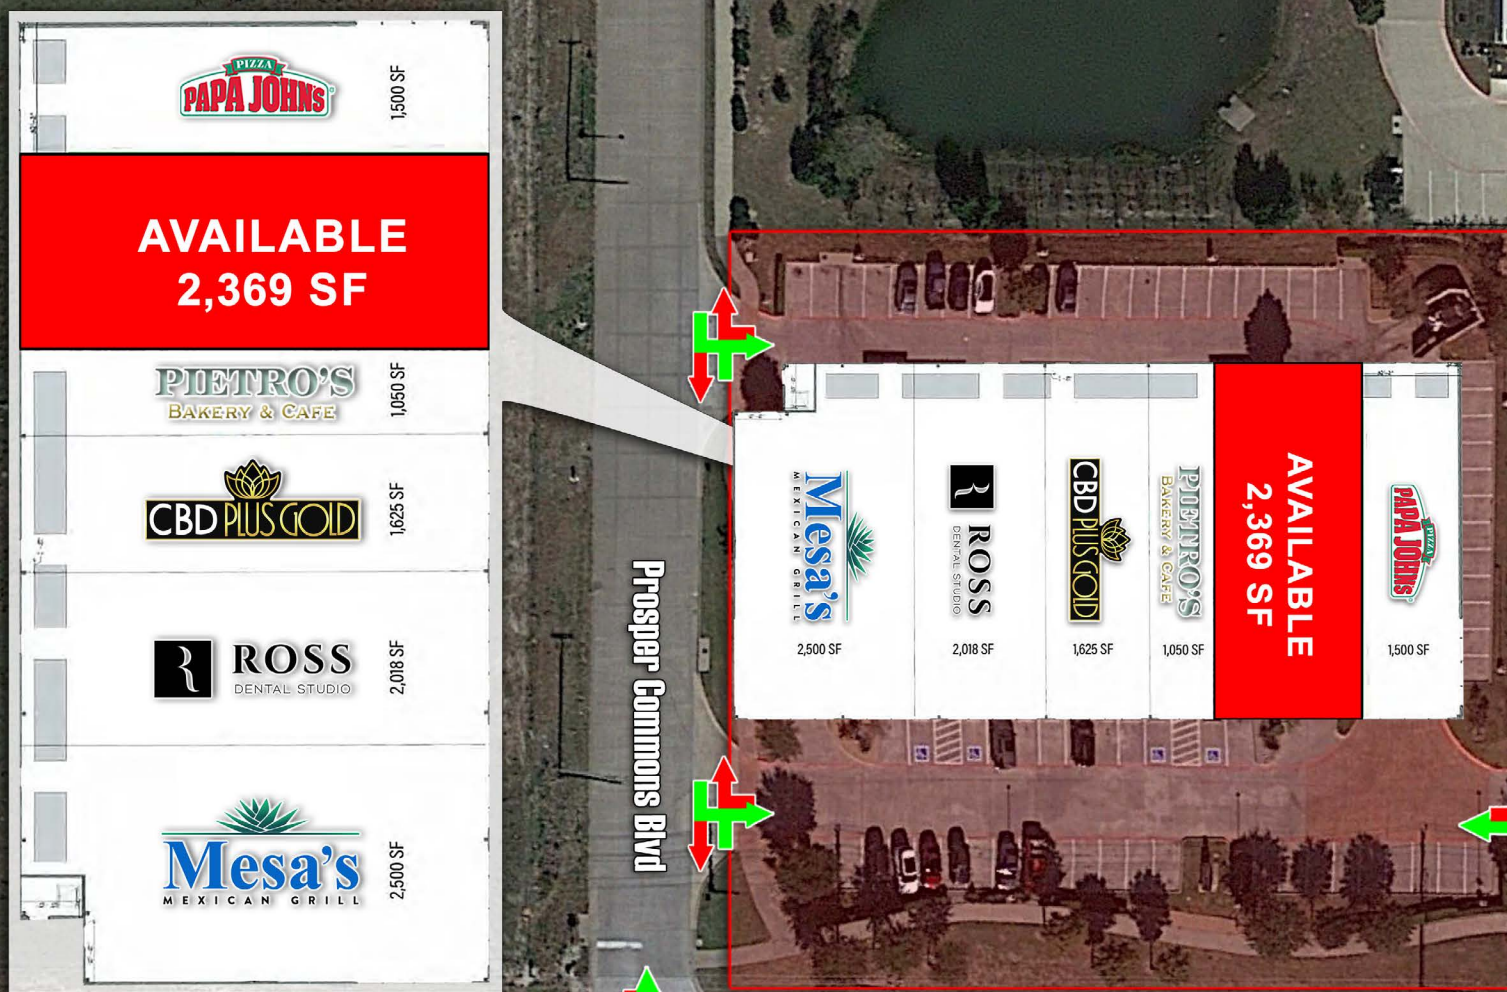 PIZZA
PAPA JOHNS
1,500 SF
AVAILABLE
2,369 SF
PIETRO'S
BAKERY & CAFE
1,050 SF
CBD PLUS GOLD
1,625 SF
R ROSS
DENTAL STUDIO
2,018 SF
Mesa's
MEXICAN GRILL
2,500 SF
Prosper Commons Blvd
Mesa's
MEXICAN GRILL
2,500 SF
R ROSS
DENTAL STUDIO
2,018 SF
CBD PLUS GOLD
1,625 SF
PIETRO'S
BAKERY & CAFE
1,050 SF
AVAILABLE
2,369 SF
PIZZA
PAPA JOHNS
1,500 SF